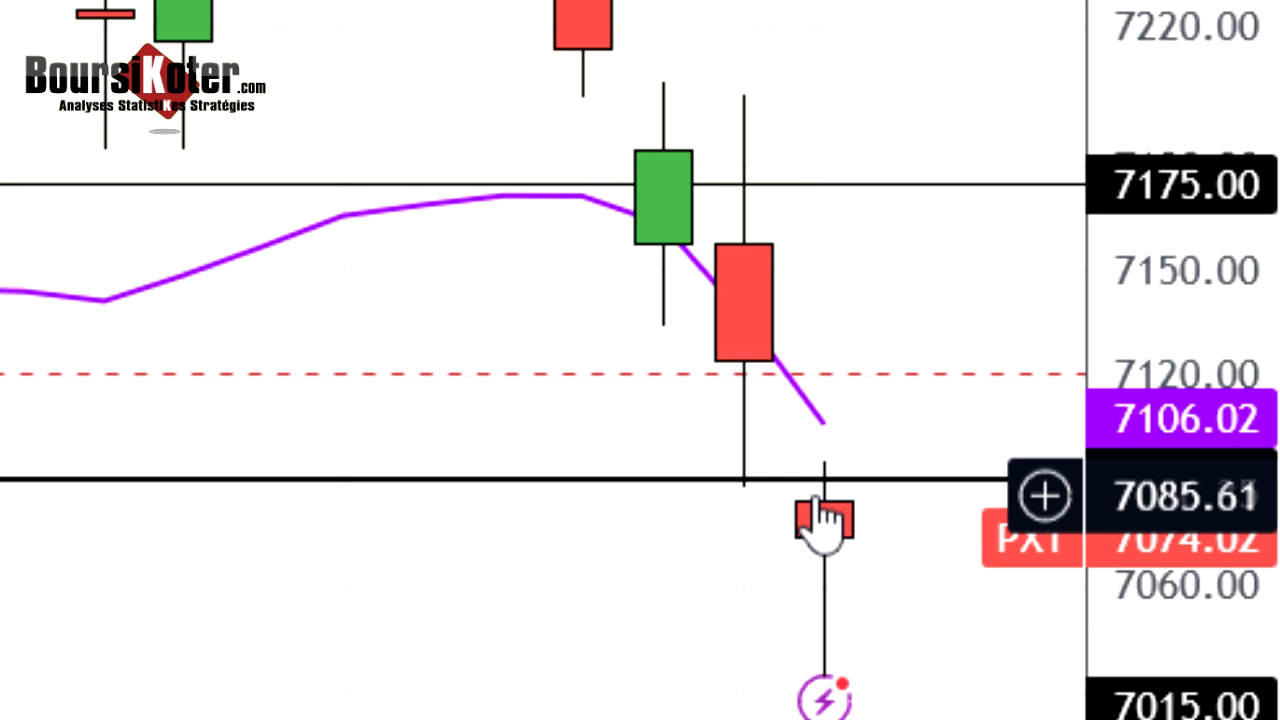 BoursiKoter.com
Analyses StatistiKes Stratégies
7220.00
7175.00
7150.00
7120.00
7106.02
7085.61
PX1 7074.02
7060.00
7015.00